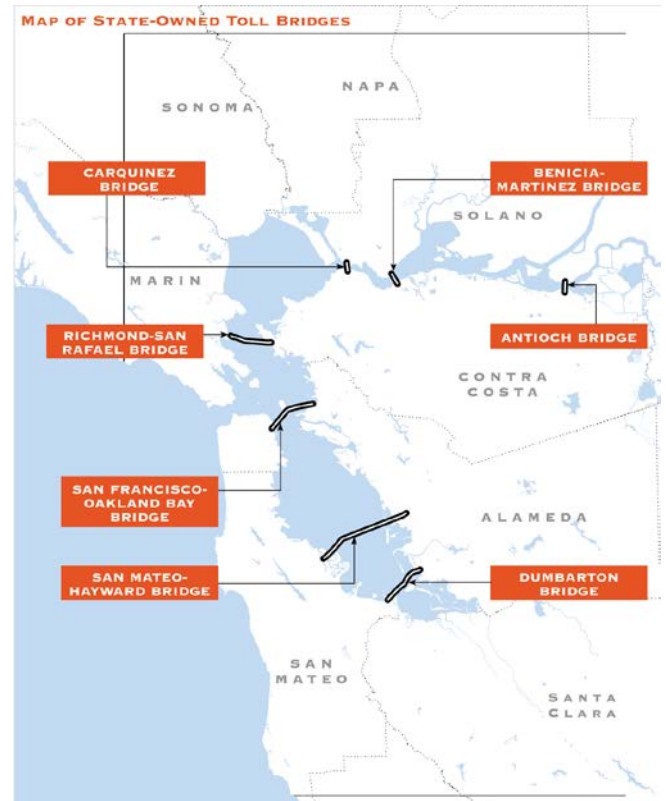 MAP OF STATE-OWNED TOLL BRIDGES
NAPA
SONOMA
CARQUINEZ
BRIDGE
BENICIA-
MARTINEZ BRIDGE
SOLANO
MARIN
RICHMOND-SAN
RAFAEL BRIDGE
ANTIOCH BRIDGE
CONTRA
COSTA
SAN FRANCISCO-
OAKLAND BAY
BRIDGE
ALAMEDA
SAN MATEO-
HAYWARD BRIDGE
DUMBARTON
BRIDGE
SAN
MATEO
SANTA
CLARA